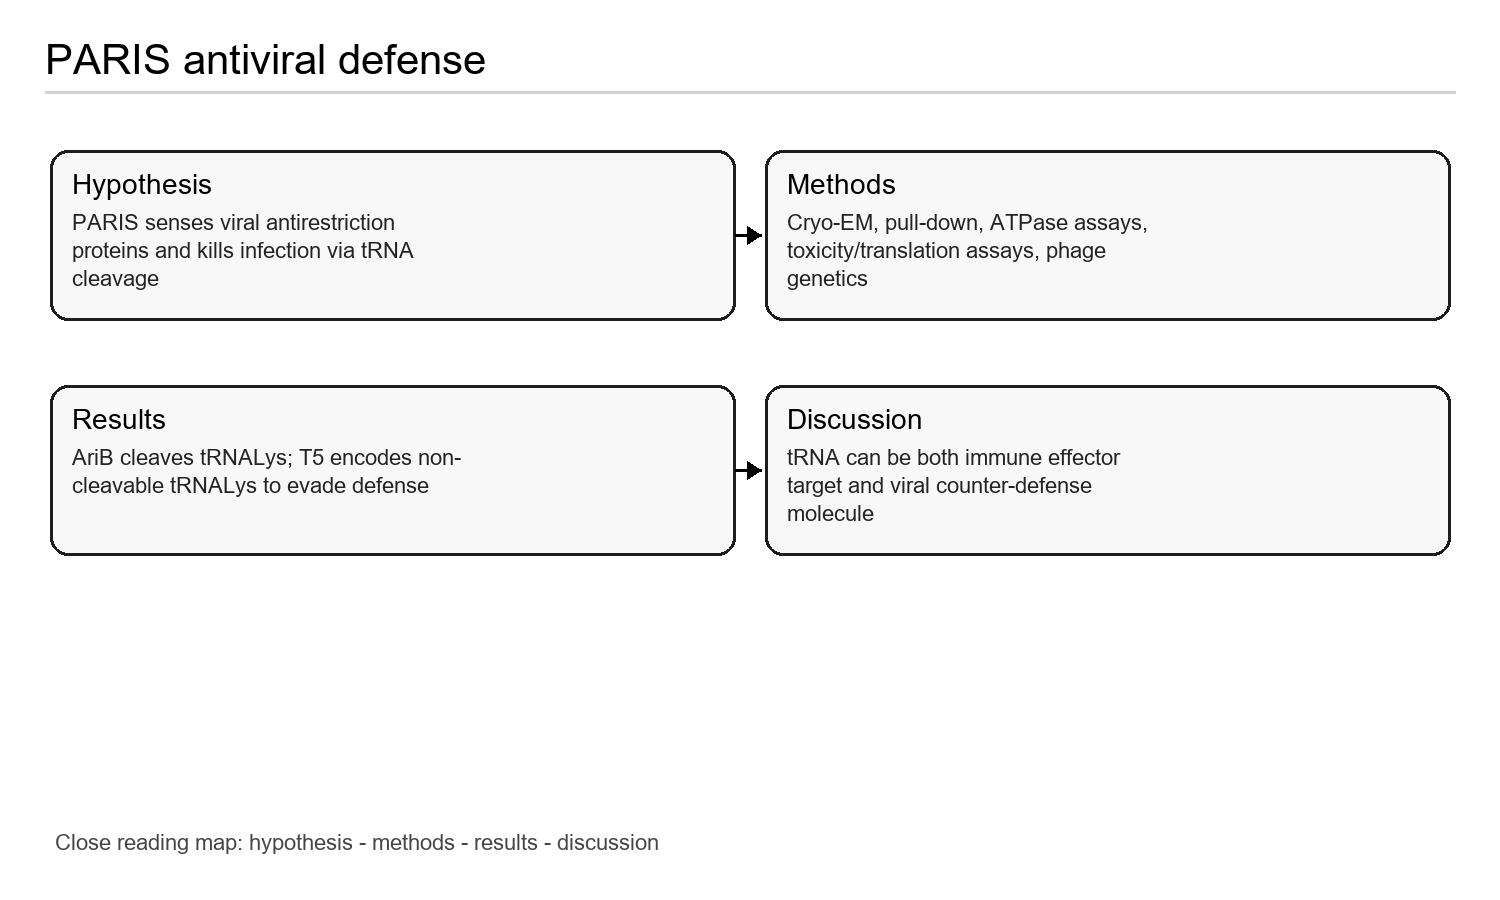 PARIS antiviral defense
Hypothesis
PARIS senses viral antirestriction
proteins and kills infection via tRNA
cleavage
Methods
Cryo-EM, pull-down, ATPase assays,
toxicity/translation assays, phage
genetics
Results
AriB cleaves tRNALys; T5 encodes non-
cleavable tRNALys to evade defense
Discussion
tRNA can be both immune effector
target and viral counter-defense
molecule
Close reading map: hypothesis - methods - results - discussion